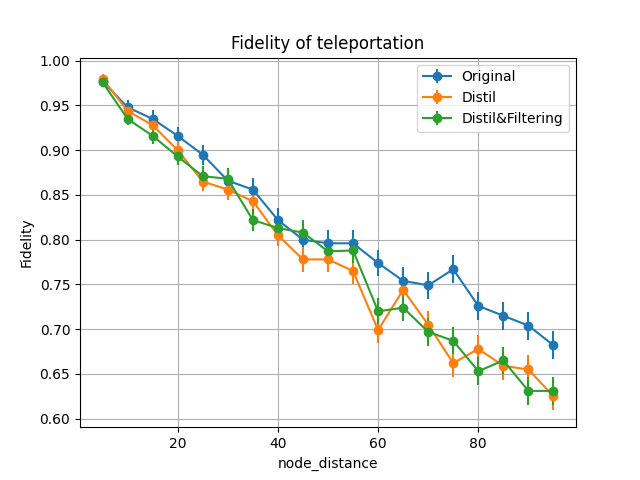 Fidelity of teleportation
Original
Distil
Distil&Filtering
Fidelity
1.00
0.95
0.90
0.85
0.80
0.75
0.70
0.65
0.60
20 40 60 80
node_distance